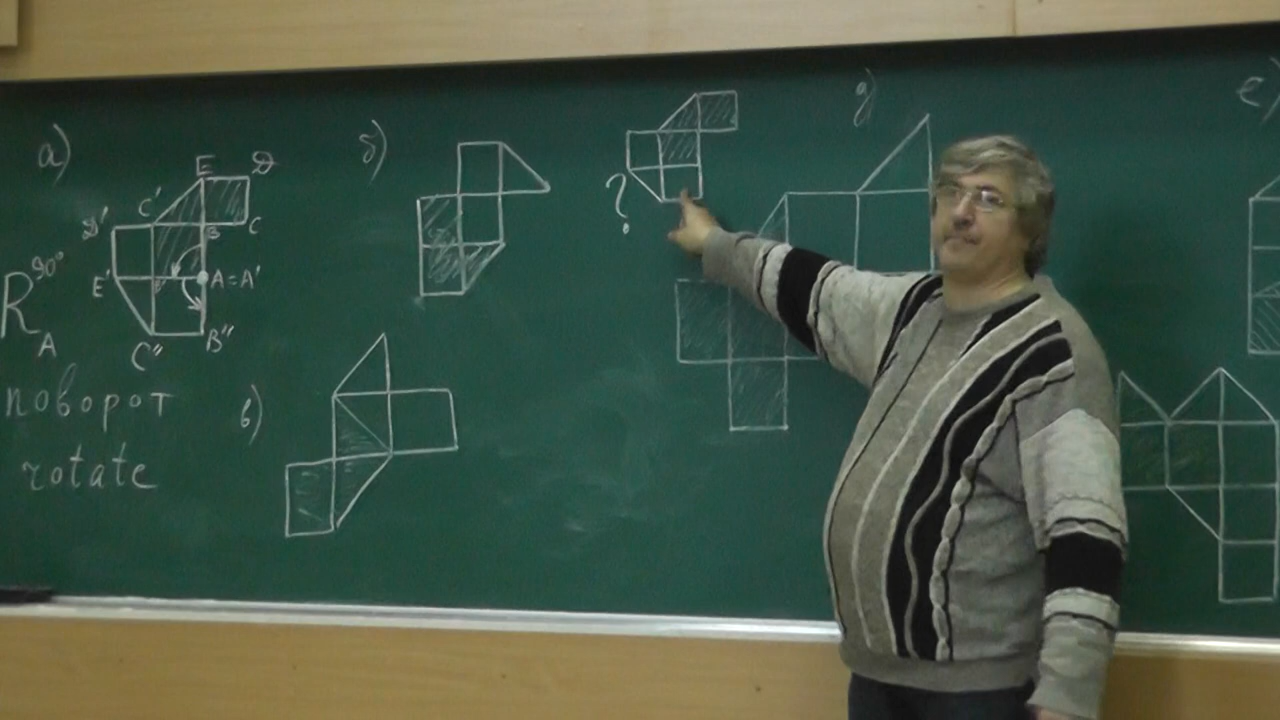 а)
E D
C'
D' B C
E' A=A'
R 90° A
C'' B''
поворот
rotate
б)
в)
?
д)
е)